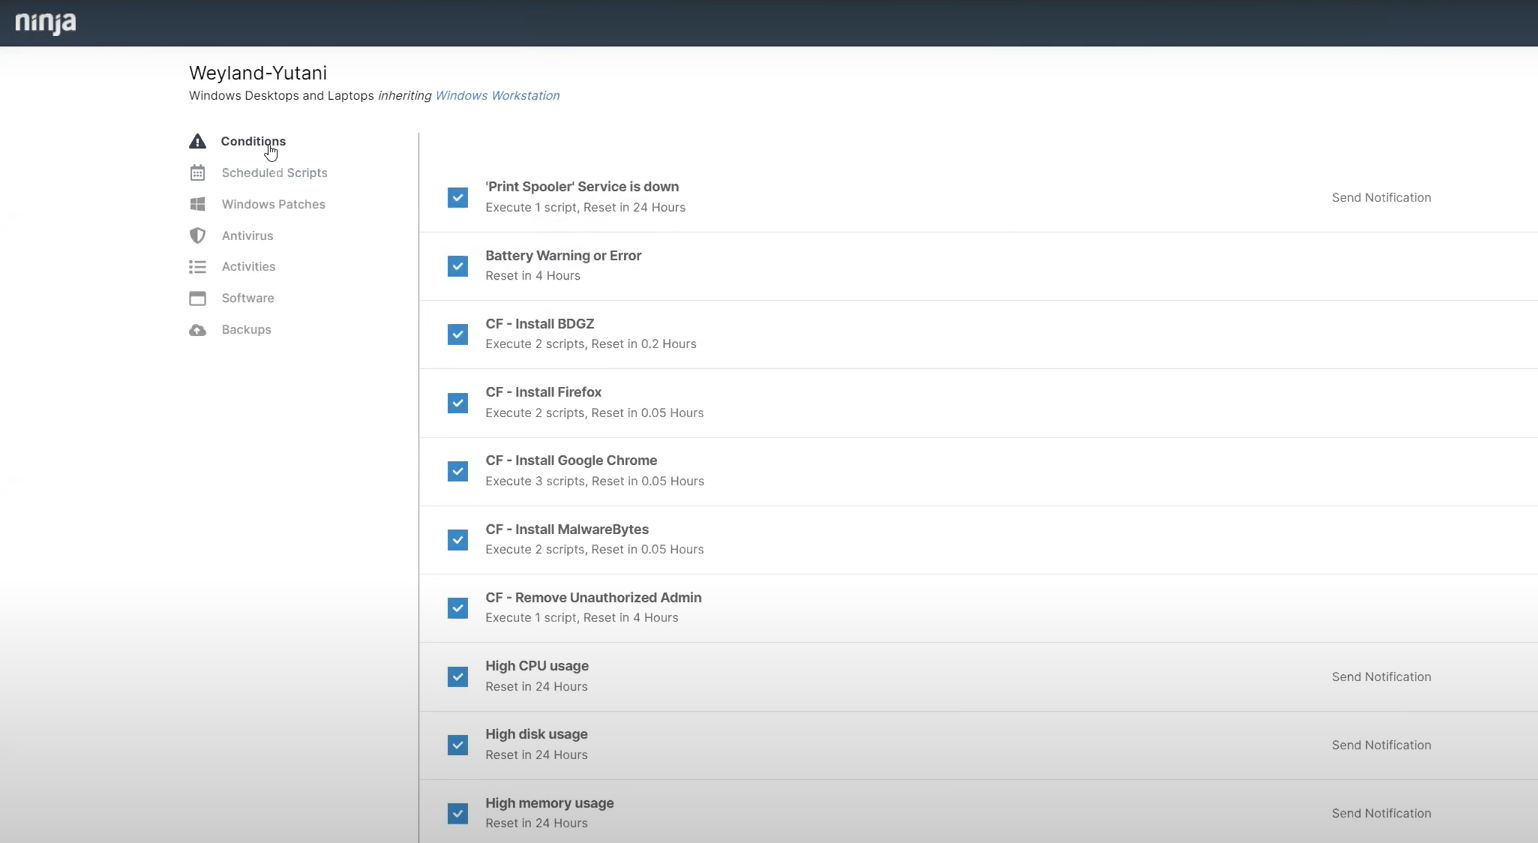 ninja
Weyland-Yutani
Windows Desktops and Laptops inheriting Windows Workstation
Conditions
Scheduled Scripts
Windows Patches
Antivirus
Activities
Software
Backups
'Print Spooler' Service is down
Execute 1 script, Reset in 24 Hours
Send Notification
Battery Warning or Error
Reset in 4 Hours
CF - Install BDGZ
Execute 2 scripts, Reset in 0.2 Hours
CF - Install Firefox
Execute 2 scripts, Reset in 0.05 Hours
CF - Install Google Chrome
Execute 3 scripts, Reset in 0.05 Hours
CF - Install MalwareBytes
Execute 2 scripts, Reset in 0.05 Hours
CF - Remove Unauthorized Admin
Execute 1 script, Reset in 4 Hours
High CPU usage
Reset in 24 Hours
Send Notification
High disk usage
Reset in 24 Hours
Send Notification
High memory usage
Reset in 24 Hours
Send Notification